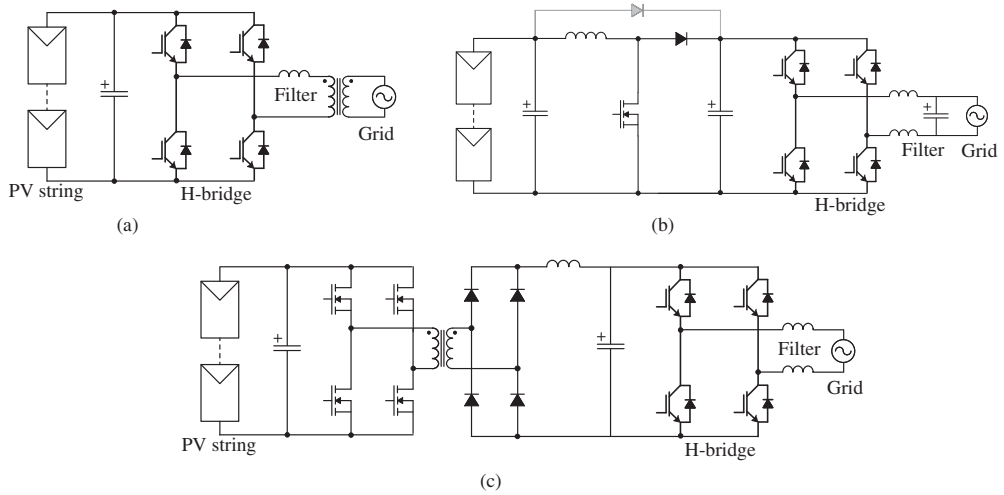 Filter
Grid
PV string
H-bridge
(a)
Filter
Grid
H-bridge
(b)
Filter
Grid
PV string
H-bridge
(c)